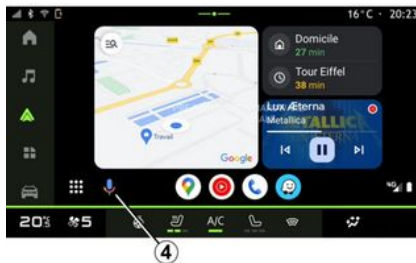 16°C · 20:23
Domicile
27 min
Tour Eiffel
38 min
Travail
Google
Lux Æterna
Metallica
4G
20°5
5
A/C
4